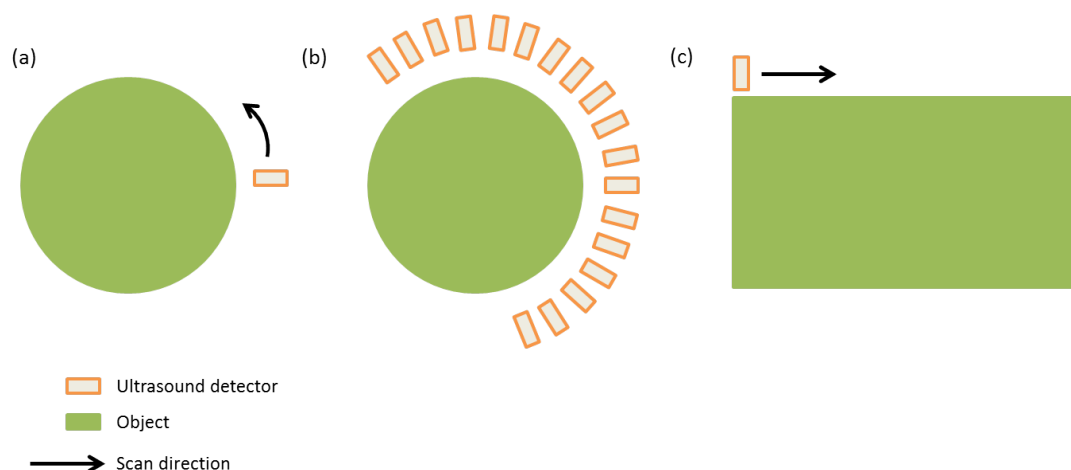 (a)
(b)
(c)
Ultrasound detector
Object
Scan direction